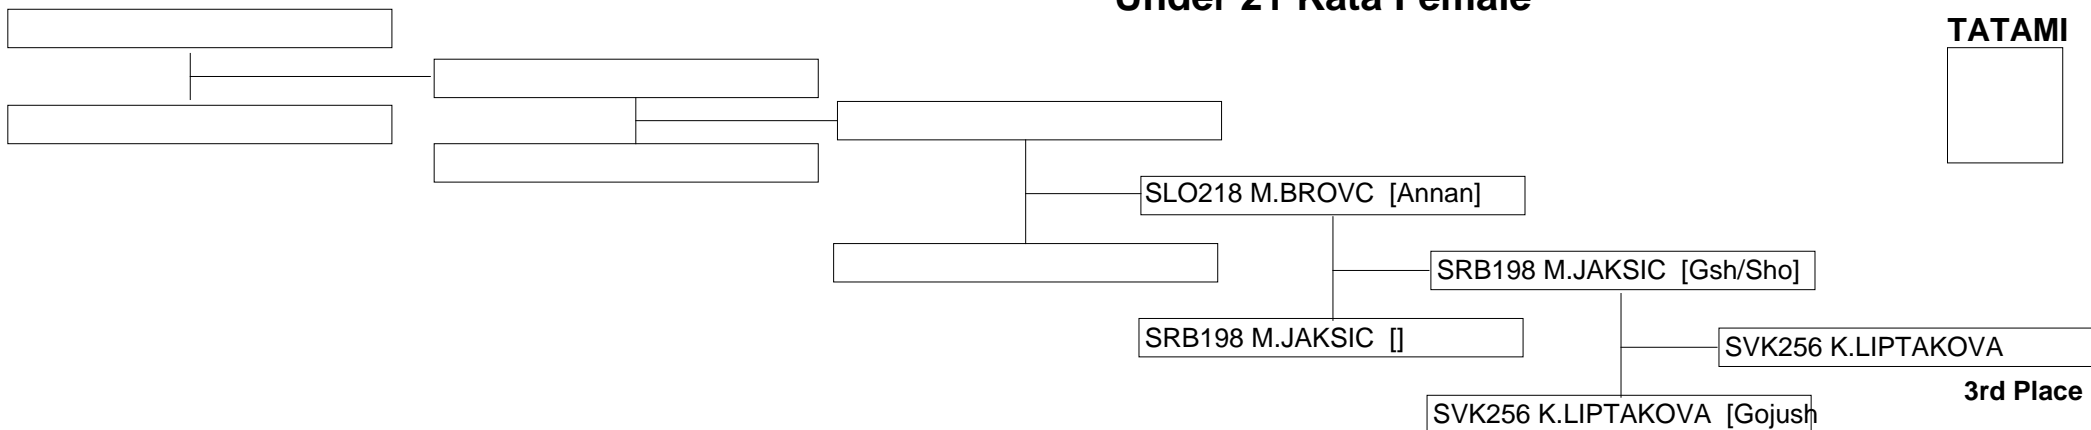 Under 21 Kata Female
TATAMI
SLO218 M.BROVC [Annan]
SRB198 M.JAKSIC [Gsh/Sho]
SRB198 M.JAKSIC []
SVK256 K.LIPTAKOVA
3rd Place
SVK256 K.LIPTAKOVA [Gojush